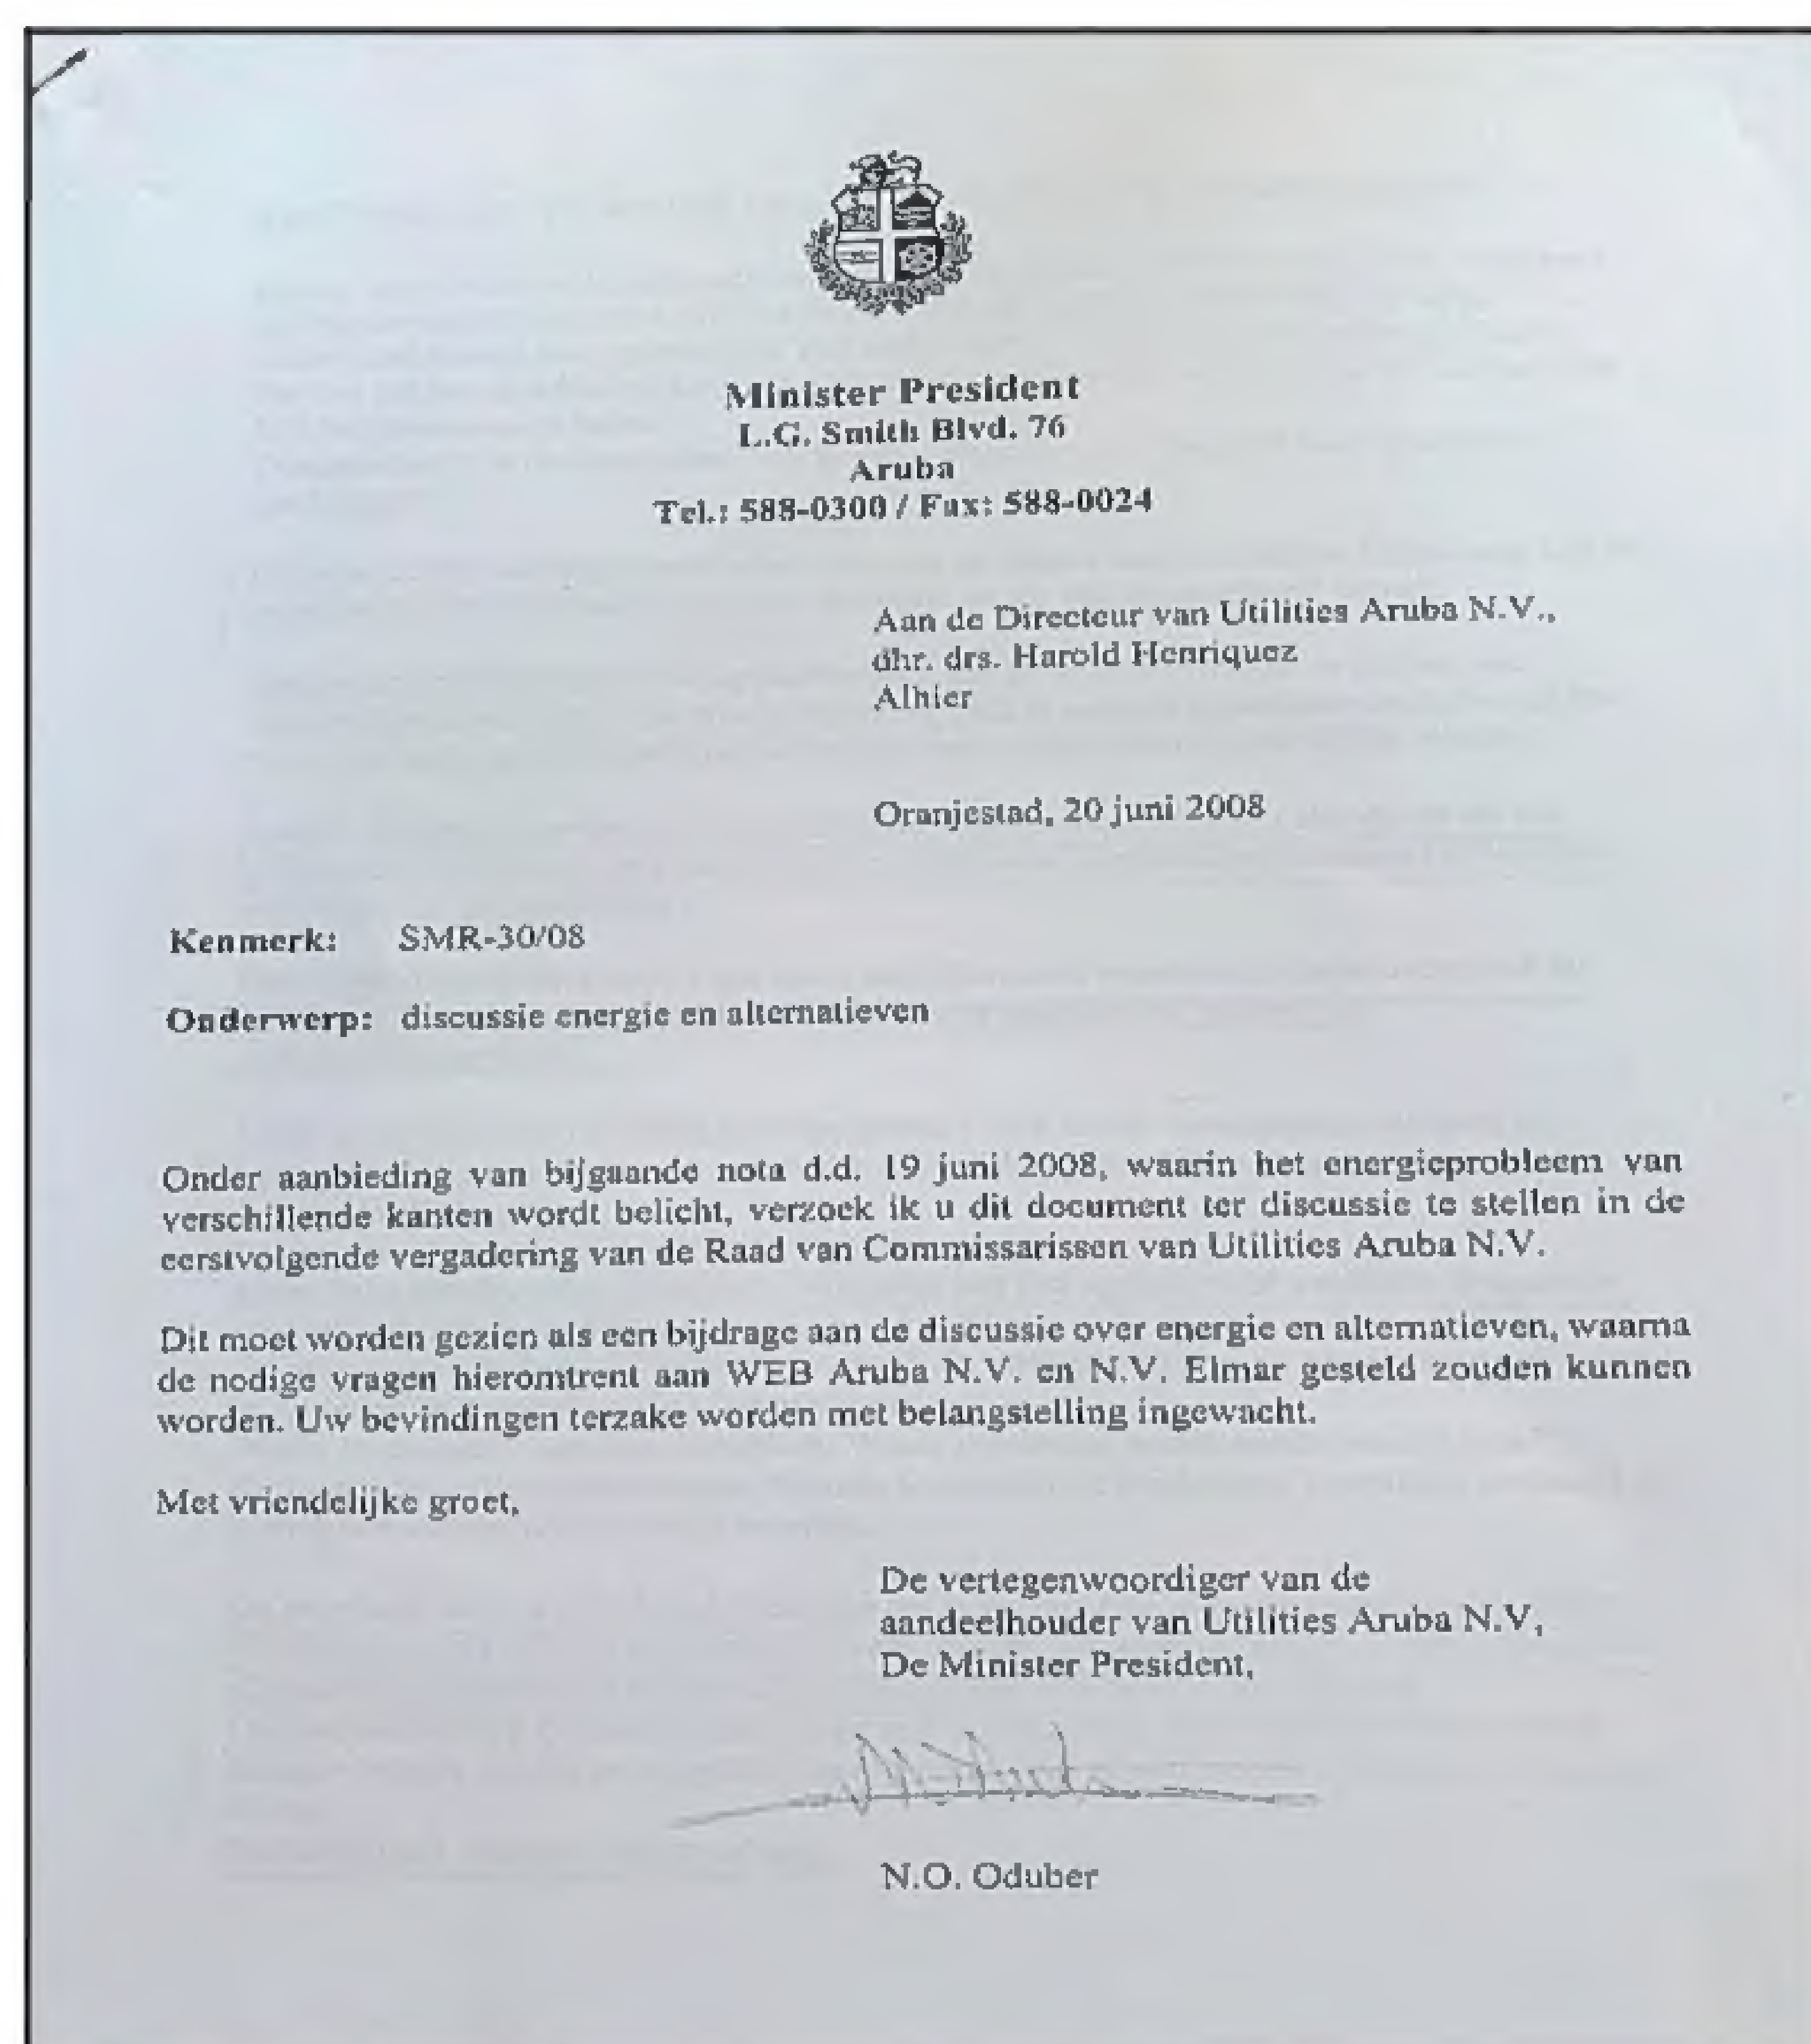 Minister President
L.G. Smith Blvd. 76
Aruba
Tel.: 588-0300 / Fax: 588-0024
Aan de Directeur van Utilities Aruba N.V.,
dhr. drs. Harold Henriquez
Alhier
Oranjestad, 20 juni 2008
Kenmerk: SMR-30/08
Onderwerp: discussie energie en alternatieven
Onder aanbieding van bijgaande nota d.d. 19 juni 2008, waarin het energieprobleem van
verschillende kanten wordt belicht, verzoek ik u dit document ter discussie te stellen in de
eerstvolgende vergadering van de Raad van Commissarissen van Utilities Aruba N.V.
Dit moet worden gezien als een bijdrage aan de discussie over energie en alternatieven, waarna
de nodige vragen hieromtrent aan WEB Aruba N.V. en N.V. Elmar gesteld zouden kunnen
worden. Uw bevindingen terzake worden met belangstelling ingewacht.
Met vriendelijke groet,
De vertegenwoordiger van de
aandeelhouder van Utilities Aruba N.V,
De Minister President,
N.O. Oduber